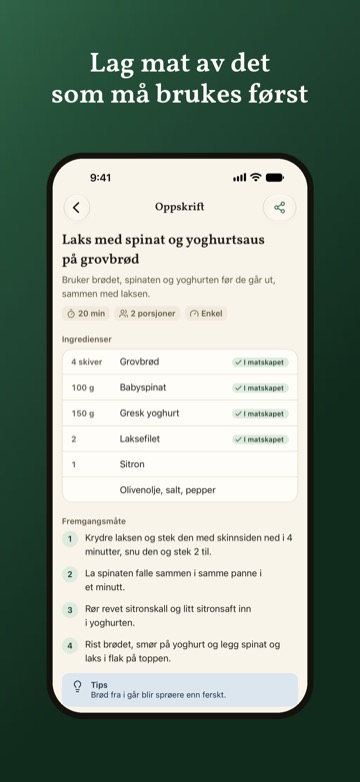 Lag mat av det
som må brukes først
9:41
Oppskrift
Laks med spinat og yoghurtsaus
på grovbrød
Bruker brødet, spinaten og yoghurten før de går ut,
sammen med laksen.
20 min
2 porsjoner
Enkel
Ingredienser
4 skiver Grovbrød I matskapet
100 g Babyspinat I matskapet
150 g Gresk yoghurt I matskapet
2 Laksefilet I matskapet
1 Sitron
Olivenolje, salt, pepper
Fremgangsmåte
1 Krydre laksen og stek den med skinnsiden ned i 4
minutter, snu den og stek 2 til.
2 La spinaten falle sammen i samme panne i
et minutt.
3 Rør revet sitronskall og litt sitronsaft inn
i yoghurten.
4 Rist brødet, smør på yoghurt og legg spinat og
laks i flak på toppen.
Tips
Brød fra i går blir sprøere enn ferskt.